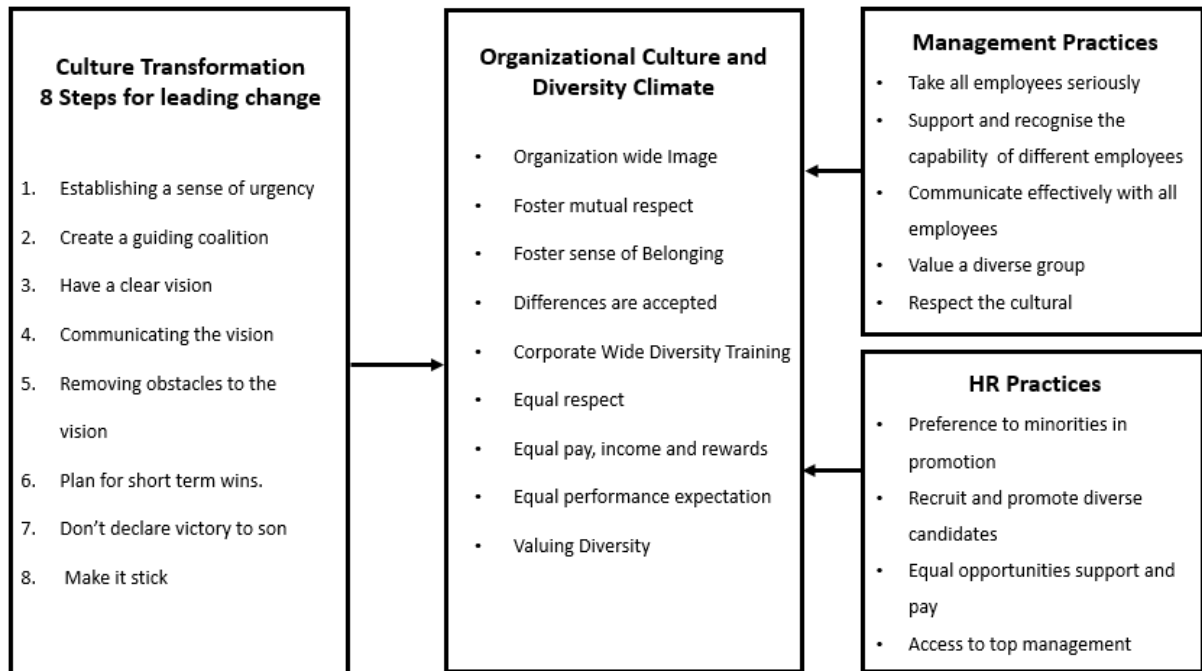 Culture Transformation
8 Steps for leading change
1. Establishing a sense of urgency
2. Create a guiding coalition
3. Have a clear vision
4. Communicating the vision
5. Removing obstacles to the
vision
6. Plan for short term wins.
7. Don’t declare victory to son
8. Make it stick
Organizational Culture and
Diversity Climate
• Organization wide Image
• Foster mutual respect
• Foster sense of Belonging
• Differences are accepted
• Corporate Wide Diversity Training
• Equal respect
• Equal pay, income and rewards
• Equal performance expectation
• Valuing Diversity
Management Practices
• Take all employees seriously
• Support and recognise the
capability of different employees
• Communicate effectively with all
employees
• Value a diverse group
• Respect the cultural
HR Practices
• Preference to minorities in
promotion
• Recruit and promote diverse
candidates
• Equal opportunities support and
pay
• Access to top management